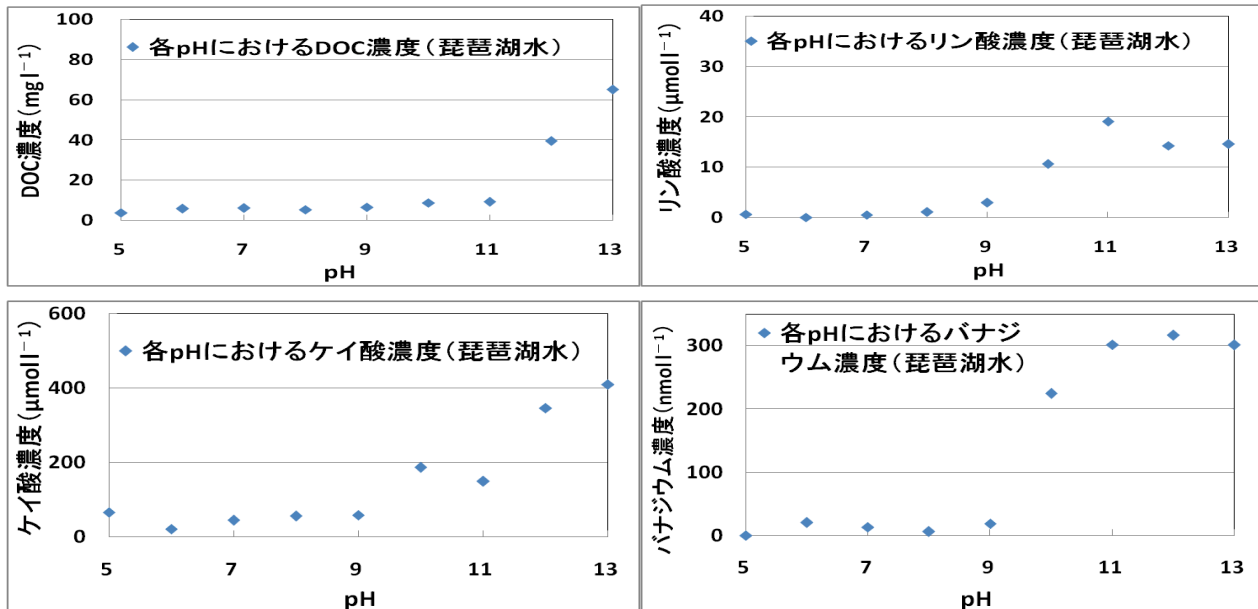 DOC濃度(mgl⁻¹)
100
80
60
40
20
0
各pHにおけるDOC濃度(琵琶湖水)
5 7 9 11 13
pH
リン酸濃度(μmoll⁻¹)
40
30
20
10
0
各pHにおけるリン酸濃度(琵琶湖水)
5 7 9 11 13
pH
ケイ酸濃度(μmoll⁻¹)
600
400
200
0
各pHにおけるケイ酸濃度(琵琶湖水)
5 7 9 11 13
pH
バナジウム濃度(nmoll⁻¹)
300
200
100
0
各pHにおけるバナジ
ウム濃度(琵琶湖水)
5 7 9 11 13
pH